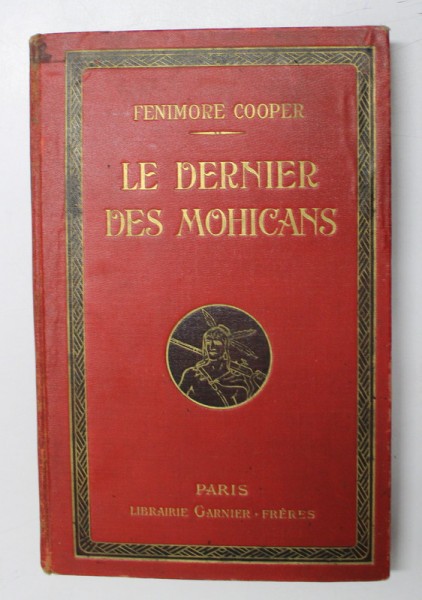 FENIMORE COOPER
LE DERNIER
DES MOHICANS
PARIS
LIBRAIRIE GARNIER - FRÈRES